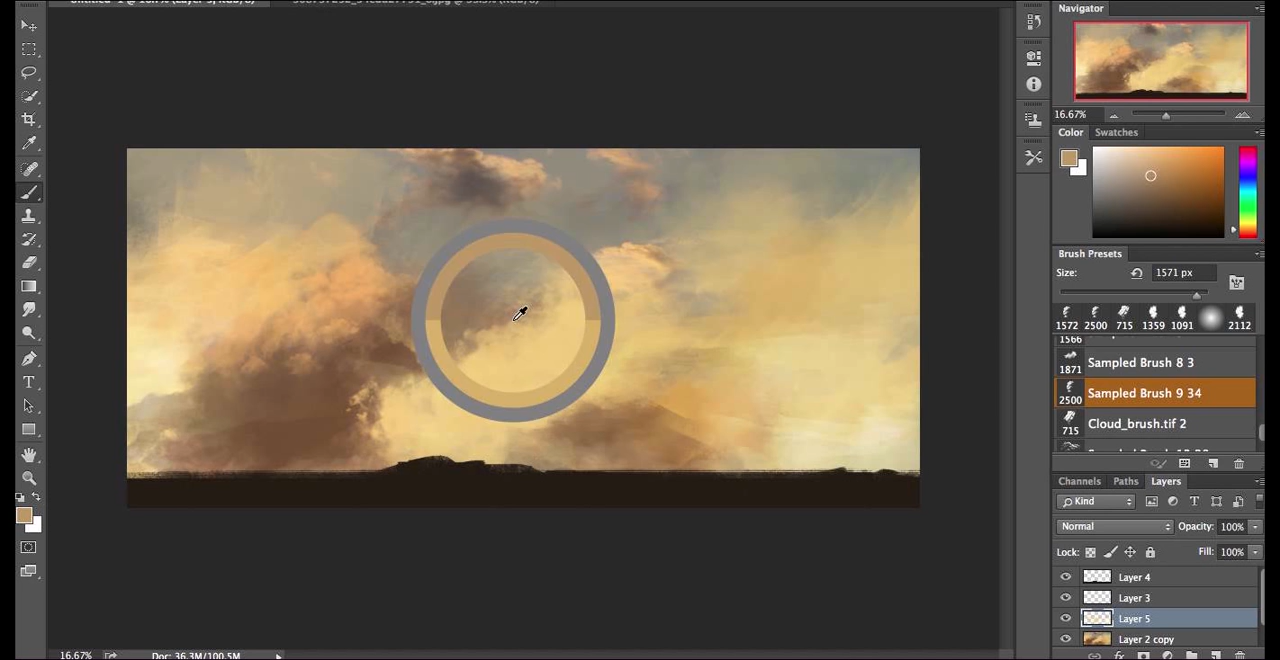 Navigator
16.67%
Color Swatches
Brush Presets
Size: 1571 px
1572 2500 715 1359 1091 2112
1566
1871 Sampled Brush 8 3
2500 Sampled Brush 9 34
715 Cloud_brush.tif 2
Channels Paths Layers
Kind
Normal Opacity: 100%
Lock: Fill: 100%
Layer 4
Layer 3
Layer 5
Layer 2 copy
16.67% Doc: 36.3M/100.5M